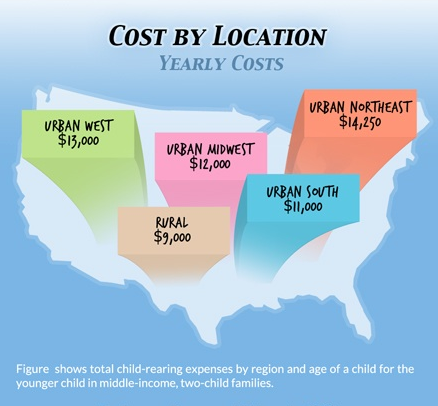 Cost by Location
Yearly Costs
Urban West
$13,000
Urban Midwest
$12,000
Urban Northeast
$14,250
Rural
$9,000
Urban South
$11,000
Figure shows total child-rearing expenses by region and age of a child for the
younger child in middle-income, two-child families.